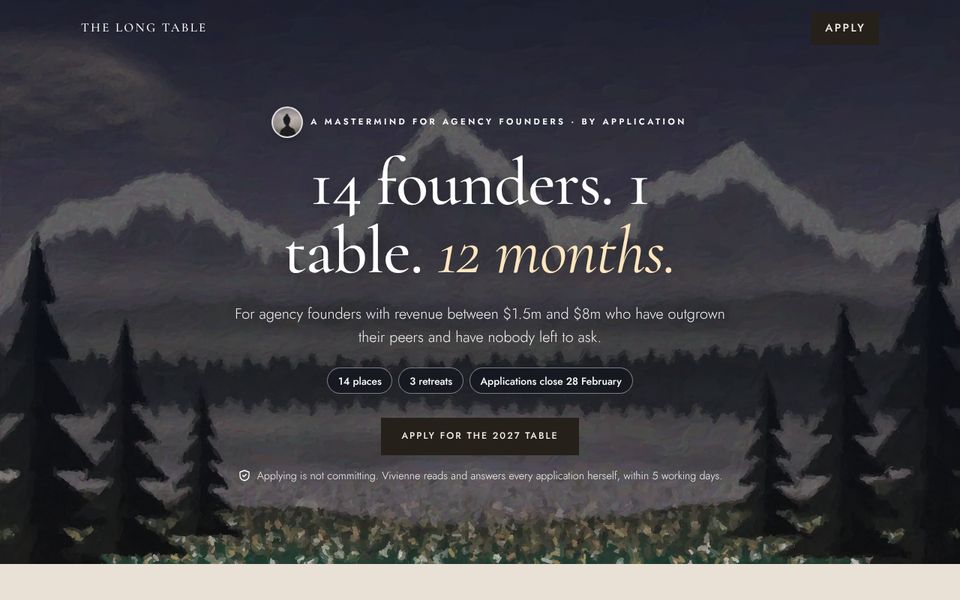 THE LONG TABLE
APPLY
A MASTERMIND FOR AGENCY FOUNDERS · BY APPLICATION
14 founders. 1
table. 12 months.
For agency founders with revenue between $1.5m and $8m who have outgrown
their peers and have nobody left to ask.
14 places
3 retreats
Applications close 28 February
APPLY FOR THE 2027 TABLE
Applying is not committing. Vivienne reads and answers every application herself, within 5 working days.